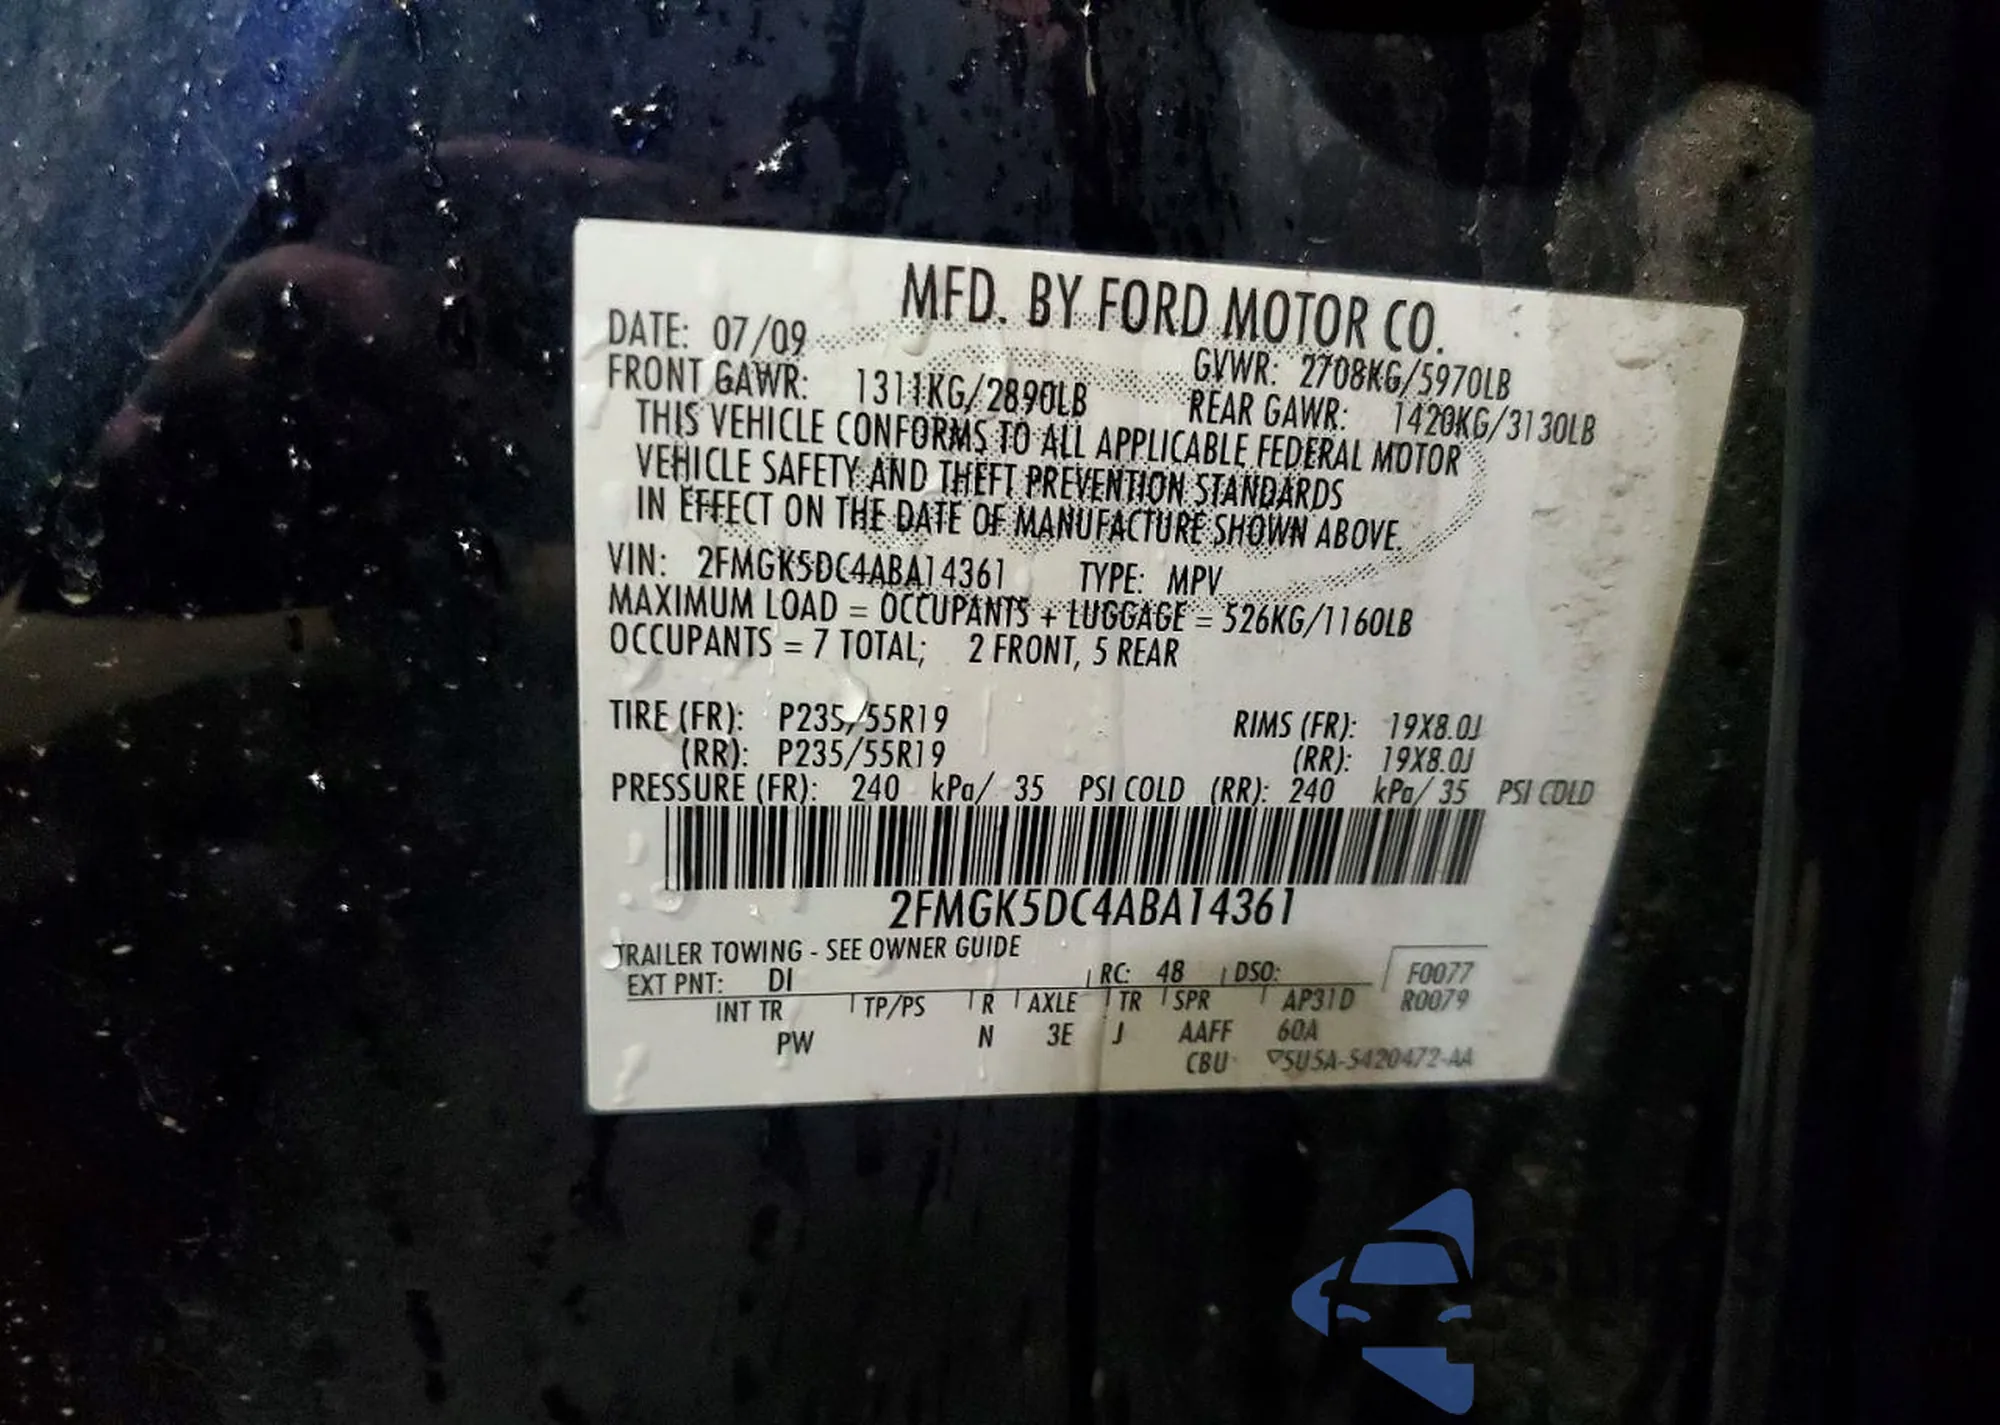 MFD. BY FORD MOTOR CO.
DATE: 07/09 GVWR: 2708KG/5970LB
FRONT GAWR: 1311KG/2890LB REAR GAWR: 1420KG/3130LB
THIS VEHICLE CONFORMS TO ALL APPLICABLE FEDERAL MOTOR
VEHICLE SAFETY AND THEFT PREVENTION STANDARDS
IN EFFECT ON THE DATE OF MANUFACTURE SHOWN ABOVE.
VIN: 2FMGK5DC4ABA14361 TYPE: MPV
MAXIMUM LOAD = OCCUPANTS + LUGGAGE = 526KG/1160LB
OCCUPANTS = 7 TOTAL; 2 FRONT, 5 REAR
TIRE (FR): P235/55R19 RIMS (FR): 19X8.0J
(RR): P235/55R19 (RR): 19X8.0J
PRESSURE (FR): 240 kPa/ 35 PSI COLD (RR): 240 kPa/ 35 PSI COLD
2FMGK5DC4ABA14361
TRAILER TOWING - SEE OWNER GUIDE
EXT PNT: DI RC: 48 DSO: F0077
INT TR TP/PS R AXLE TR SPR AP31D R0079
PW N 3E J AAFF 60A
CBU ▽5U5A-5420472-AA